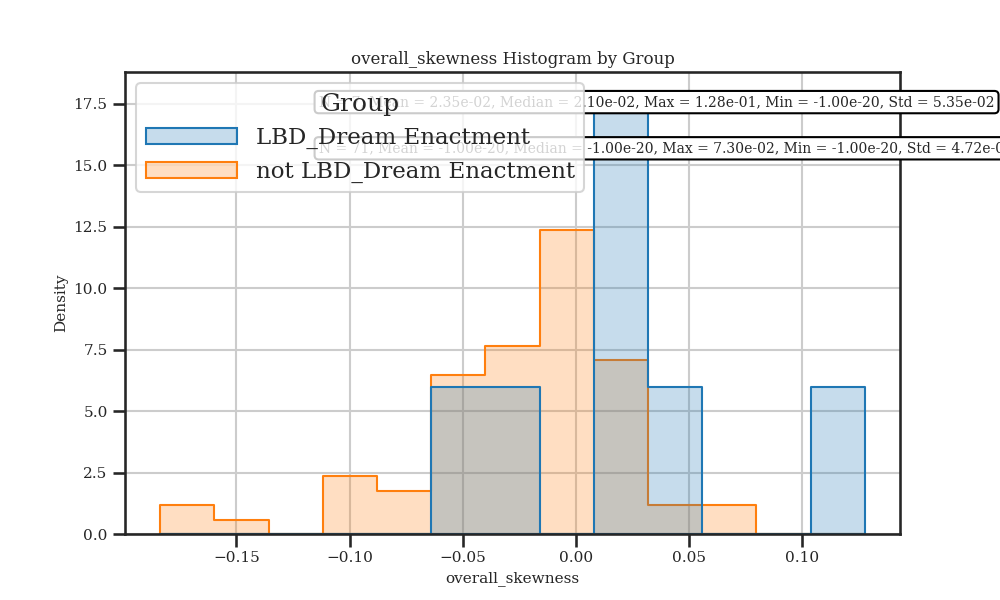 overall_skewness Histogram by Group
Group
LBD_Dream Enactment
not LBD_Dream Enactment
Mean = 2.35e-02, Median = 2.10e-02, Max = 1.28e-01, Min = -1.00e-20, Std = 5.35e-02
N = 71, Mean = -1.00e-20, Median = -1.00e-20, Max = 7.30e-02, Min = -1.00e-20, Std = 4.72e-0
17.5
15.0
12.5
10.0
7.5
5.0
2.5
0.0
Density
−0.15
−0.10
−0.05
0.00
0.05
0.10
overall_skewness